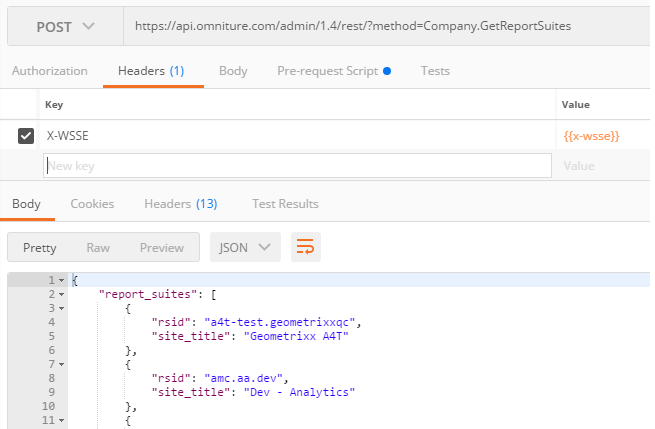 POST https://api.omniture.com/admin/1.4/rest/?method=Company.GetReportSuites
Authorization Headers (1) Body Pre-request Script Tests
Key Value
X-WSSE {{x-wsse}}
New key Value
Body Cookies Headers (13) Test Results
Pretty Raw Preview JSON
1 {
2 "report_suites": [
3 {
4 "rsid": "a4t-test.geometrixxqc",
5 "site_title": "Geometrixx A4T"
6 },
7 {
8 "rsid": "amc.aa.dev",
9 "site_title": "Dev - Analytics"
10 },
11 {